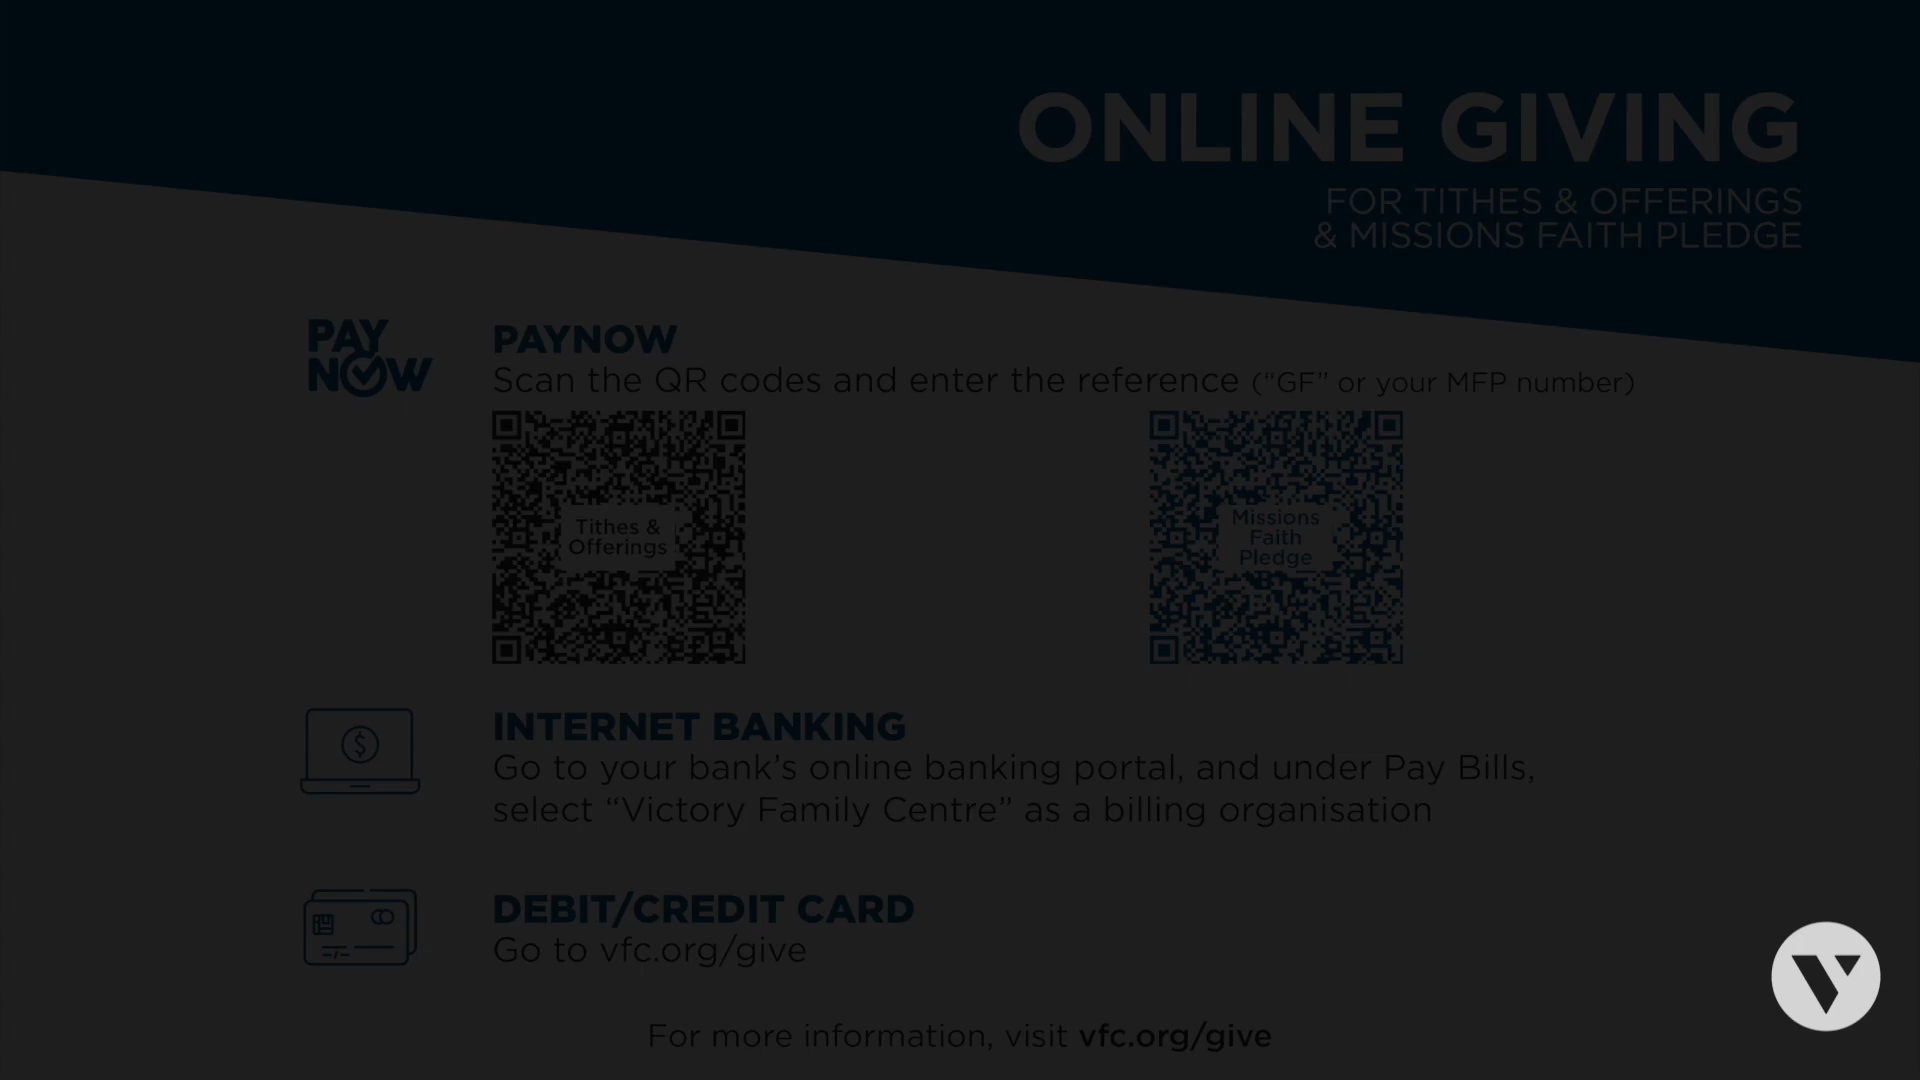 ONLINE GIVING
FOR TITHES & OFFERINGS
& MISSIONS FAITH PLEDGE
PAY
NOW
PAYNOW
Scan the QR codes and enter the reference (“GF” or your MFP number)
Tithes &
Offerings
Missions
Faith
Pledge
INTERNET BANKING
Go to your bank’s online banking portal, and under Pay Bills,
select “Victory Family Centre” as a billing organisation
DEBIT/CREDIT CARD
Go to vfc.org/give
For more information, visit vfc.org/give